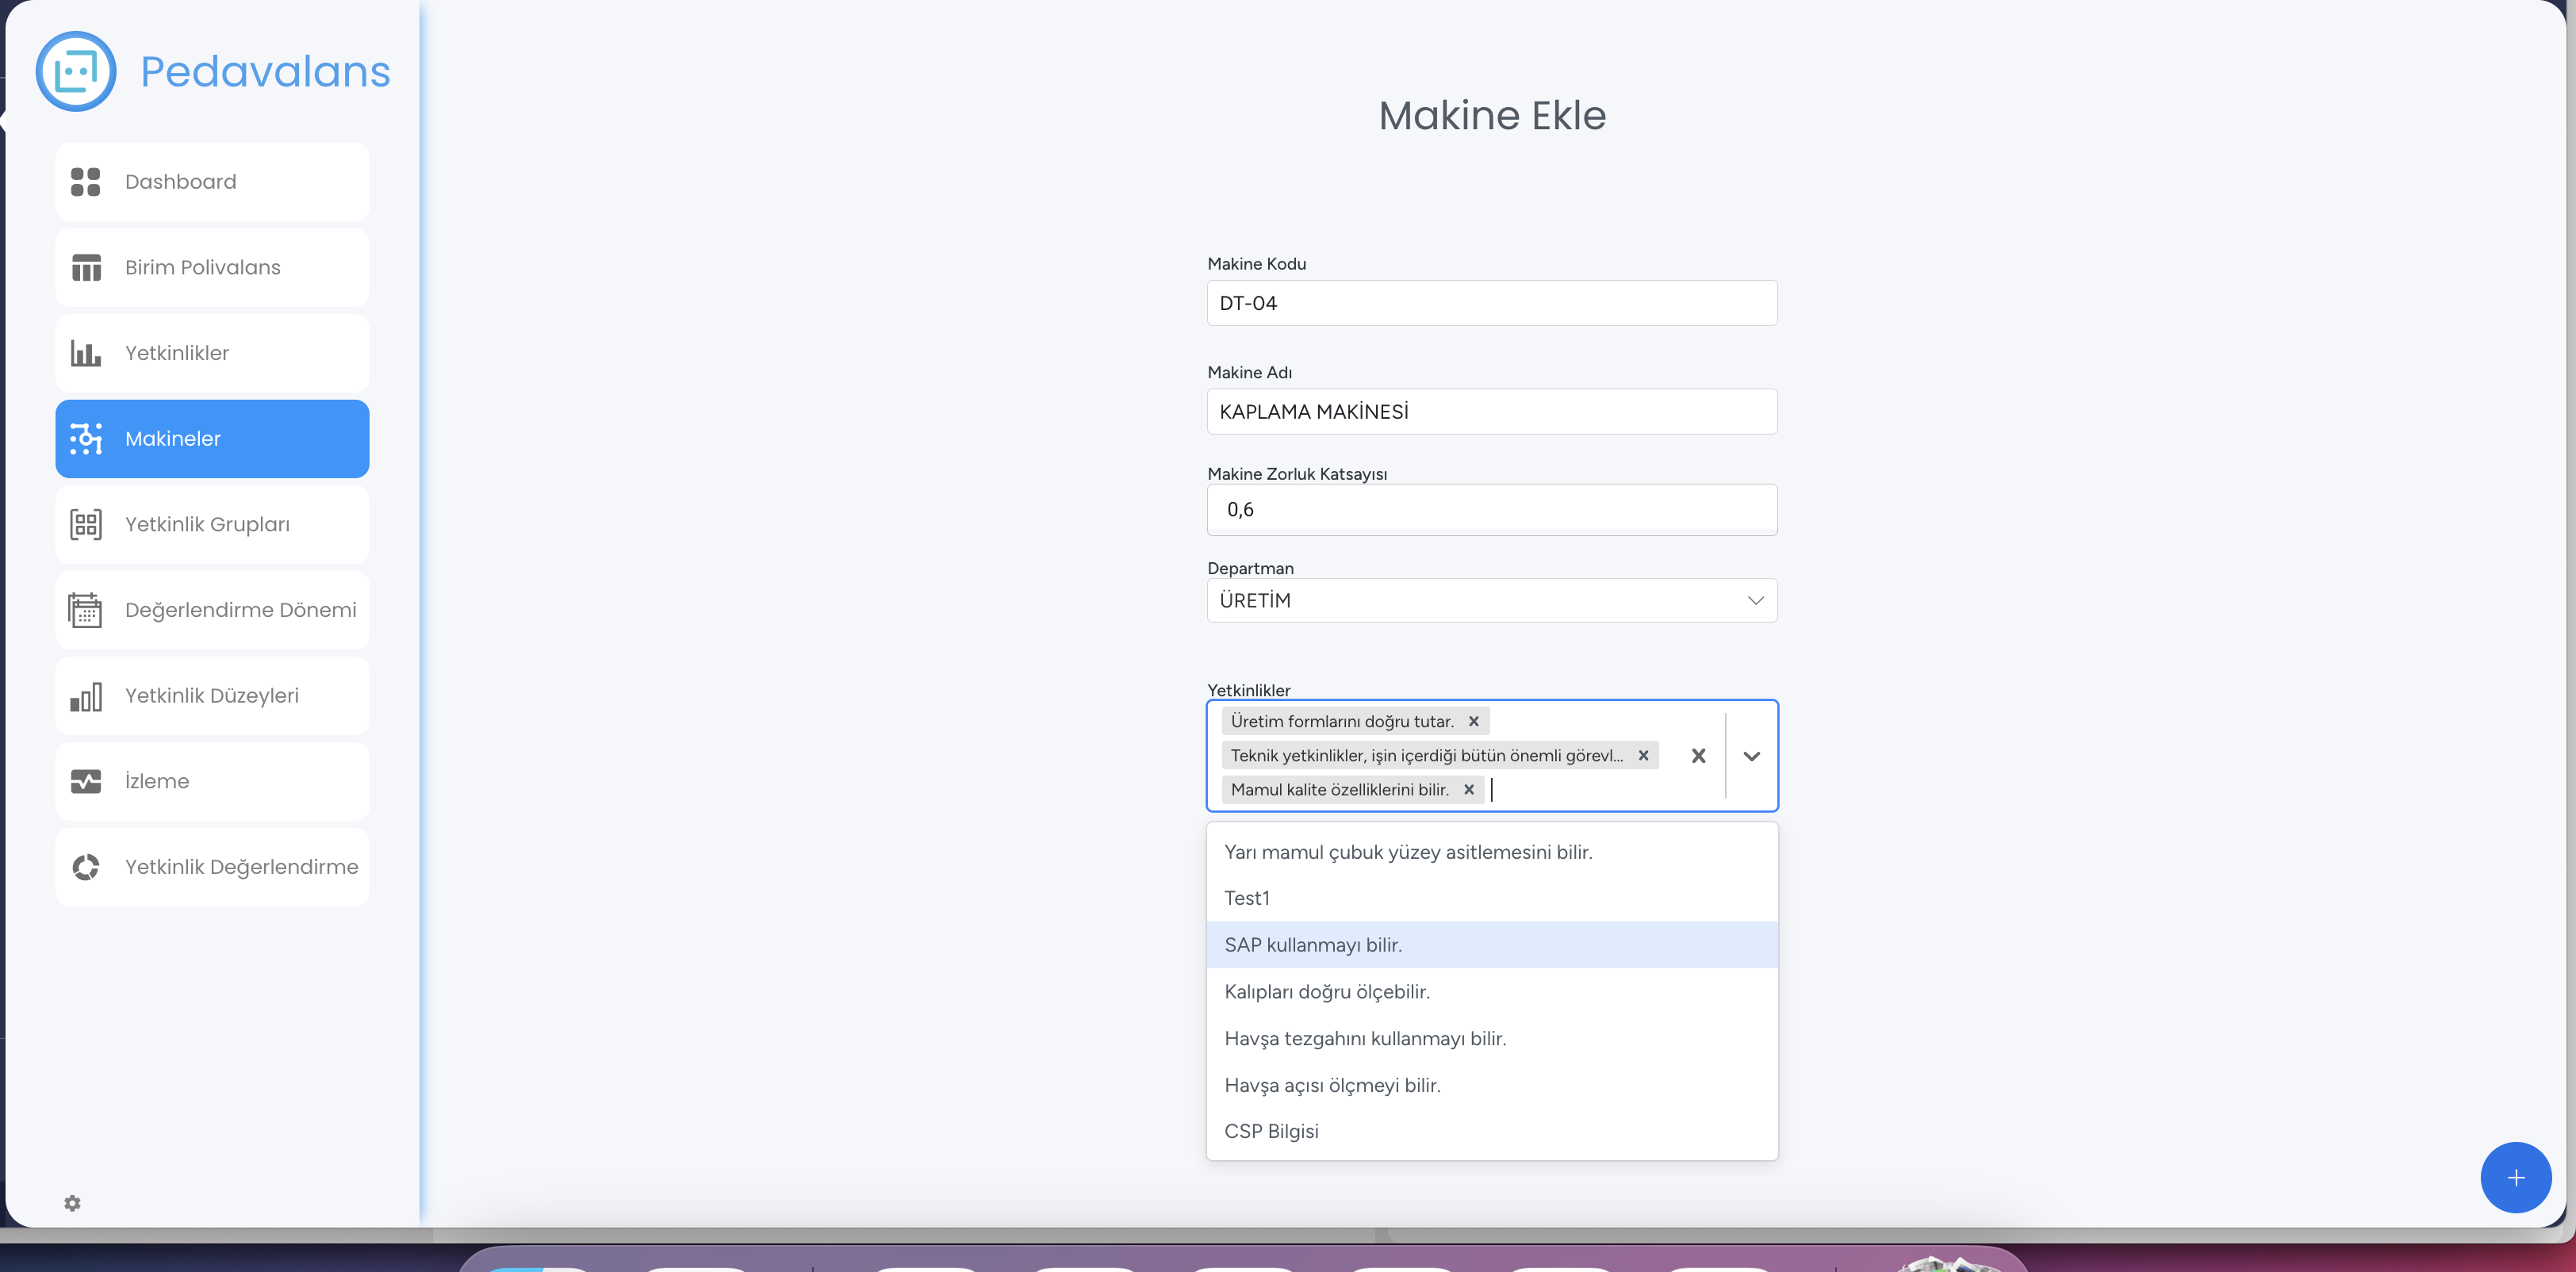 Pedavalans
Dashboard
Birim Polivalans
Yetkinlikler
Makineler
Yetkinlik Grupları
Değerlendirme Dönemi
Yetkinlik Düzeyleri
İzleme
Yetkinlik Değerlendirme
Makine Ekle
Makine Kodu
DT-04
Makine Adı
KAPLAMA MAKİNESİ
Makine Zorluk Katsayısı
0,6
Departman
ÜRETİM
Yetkinlikler
Üretim formlarını doğru tutar.
Teknik yetkinlikler, işin içerdiği bütün önemli görevl...
Mamul kalite özelliklerini bilir.
Yarı mamul çubuk yüzey asitlemesini bilir.
Test1
SAP kullanmayı bilir.
Kalıpları doğru ölçebilir.
Havşa tezgahını kullanmayı bilir.
Havşa açısı ölçmeyi bilir.
CSP Bilgisi